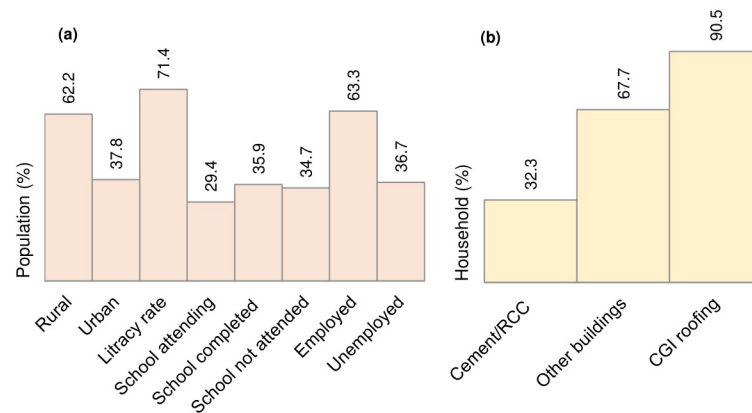 (a)
Population (%)
62.2
37.8
71.4
29.4
35.9
34.7
63.3
36.7
Rural
Urban
Litracy rate
School attending
School completed
School not attended
Employed
Unemployed
(b)
Household (%)
32.3
67.7
90.5
Cement/RCC
Other buildings
CGI roofing